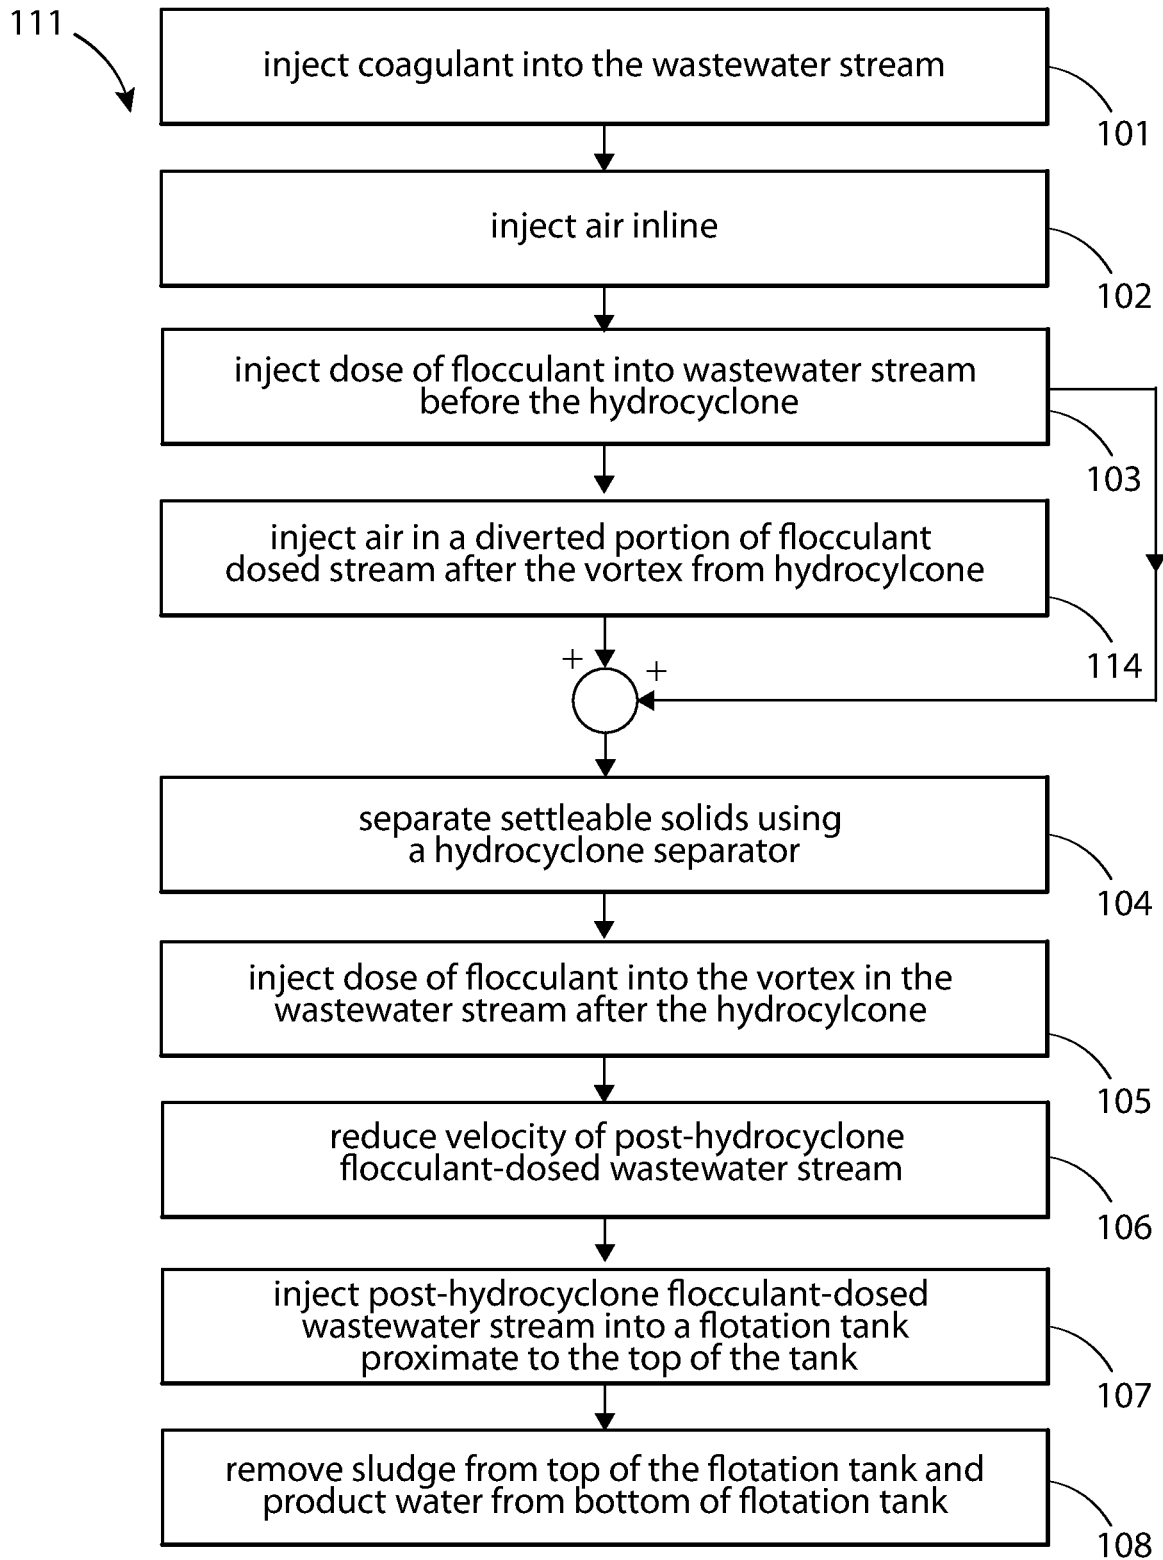 111
inject coagulant into the wastewater stream
101
inject air inline
102
inject dose of flocculant into wastewater stream
before the hydrocyclone
103
inject air in a diverted portion of flocculant
dosed stream after the vortex from hydrocylcone
114
+
+
separate settleable solids using
a hydrocyclone separator
104
inject dose of flocculant into the vortex in the
wastewater stream after the hydrocylcone
105
reduce velocity of post-hydrocyclone
flocculant-dosed wastewater stream
106
inject post-hydrocyclone flocculant-dosed
wastewater stream into a flotation tank
proximate to the top of the tank
107
remove sludge from top of the flotation tank and
product water from bottom of flotation tank
108